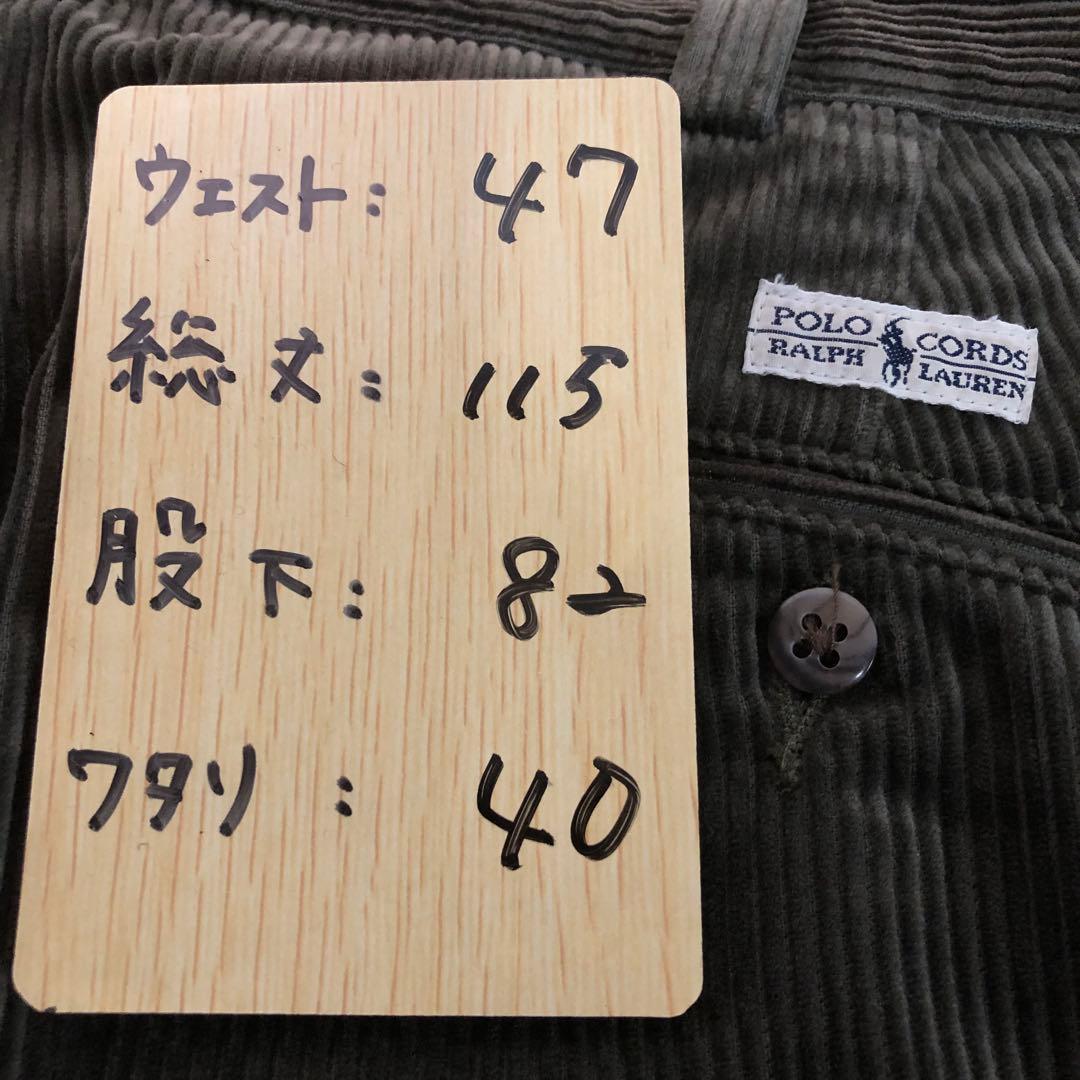 ウエスト: 47
総丈: 115
股下: 82
ワタリ: 40
POLO CORDS
RALPH LAUREN